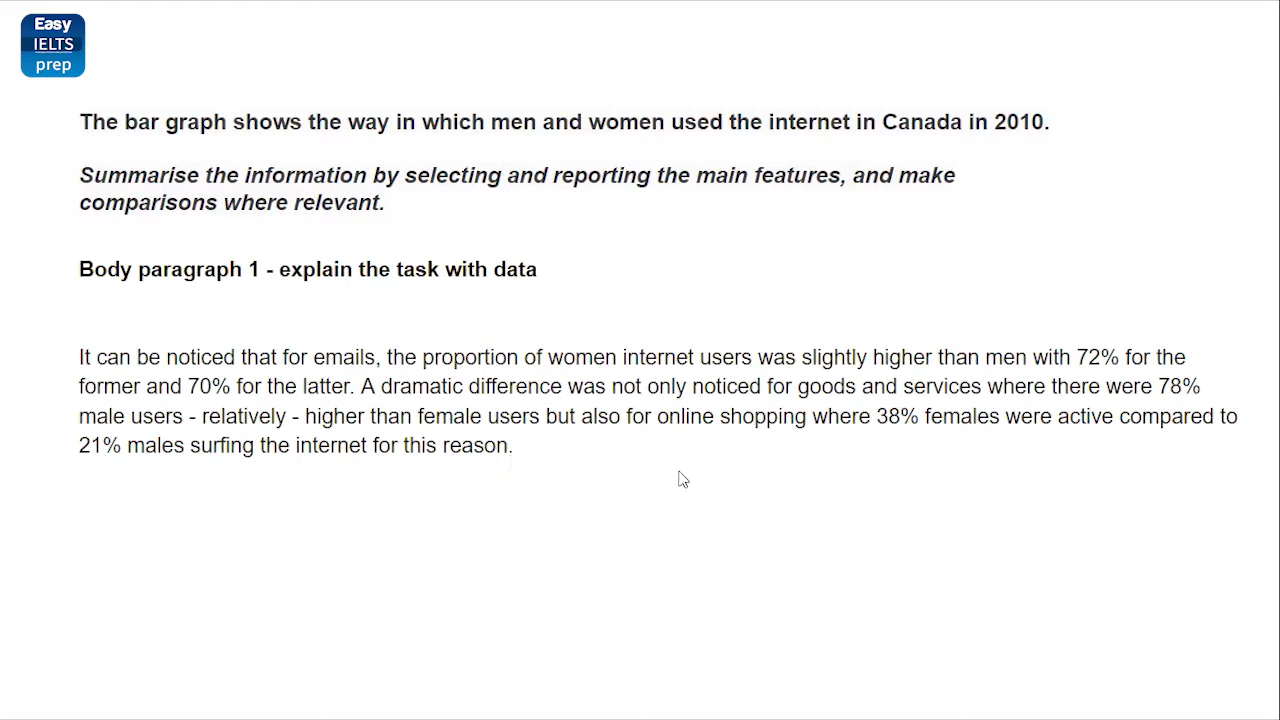 Easy
IELTS
prep
The bar graph shows the way in which men and women used the internet in Canada in 2010.
Summarise the information by selecting and reporting the main features, and make
comparisons where relevant.
Body paragraph 1 - explain the task with data
It can be noticed that for emails, the proportion of women internet users was slightly higher than men with 72% for the
former and 70% for the latter. A dramatic difference was not only noticed for goods and services where there were 78%
male users - relatively - higher than female users but also for online shopping where 38% females were active compared to
21% males surfing the internet for this reason.